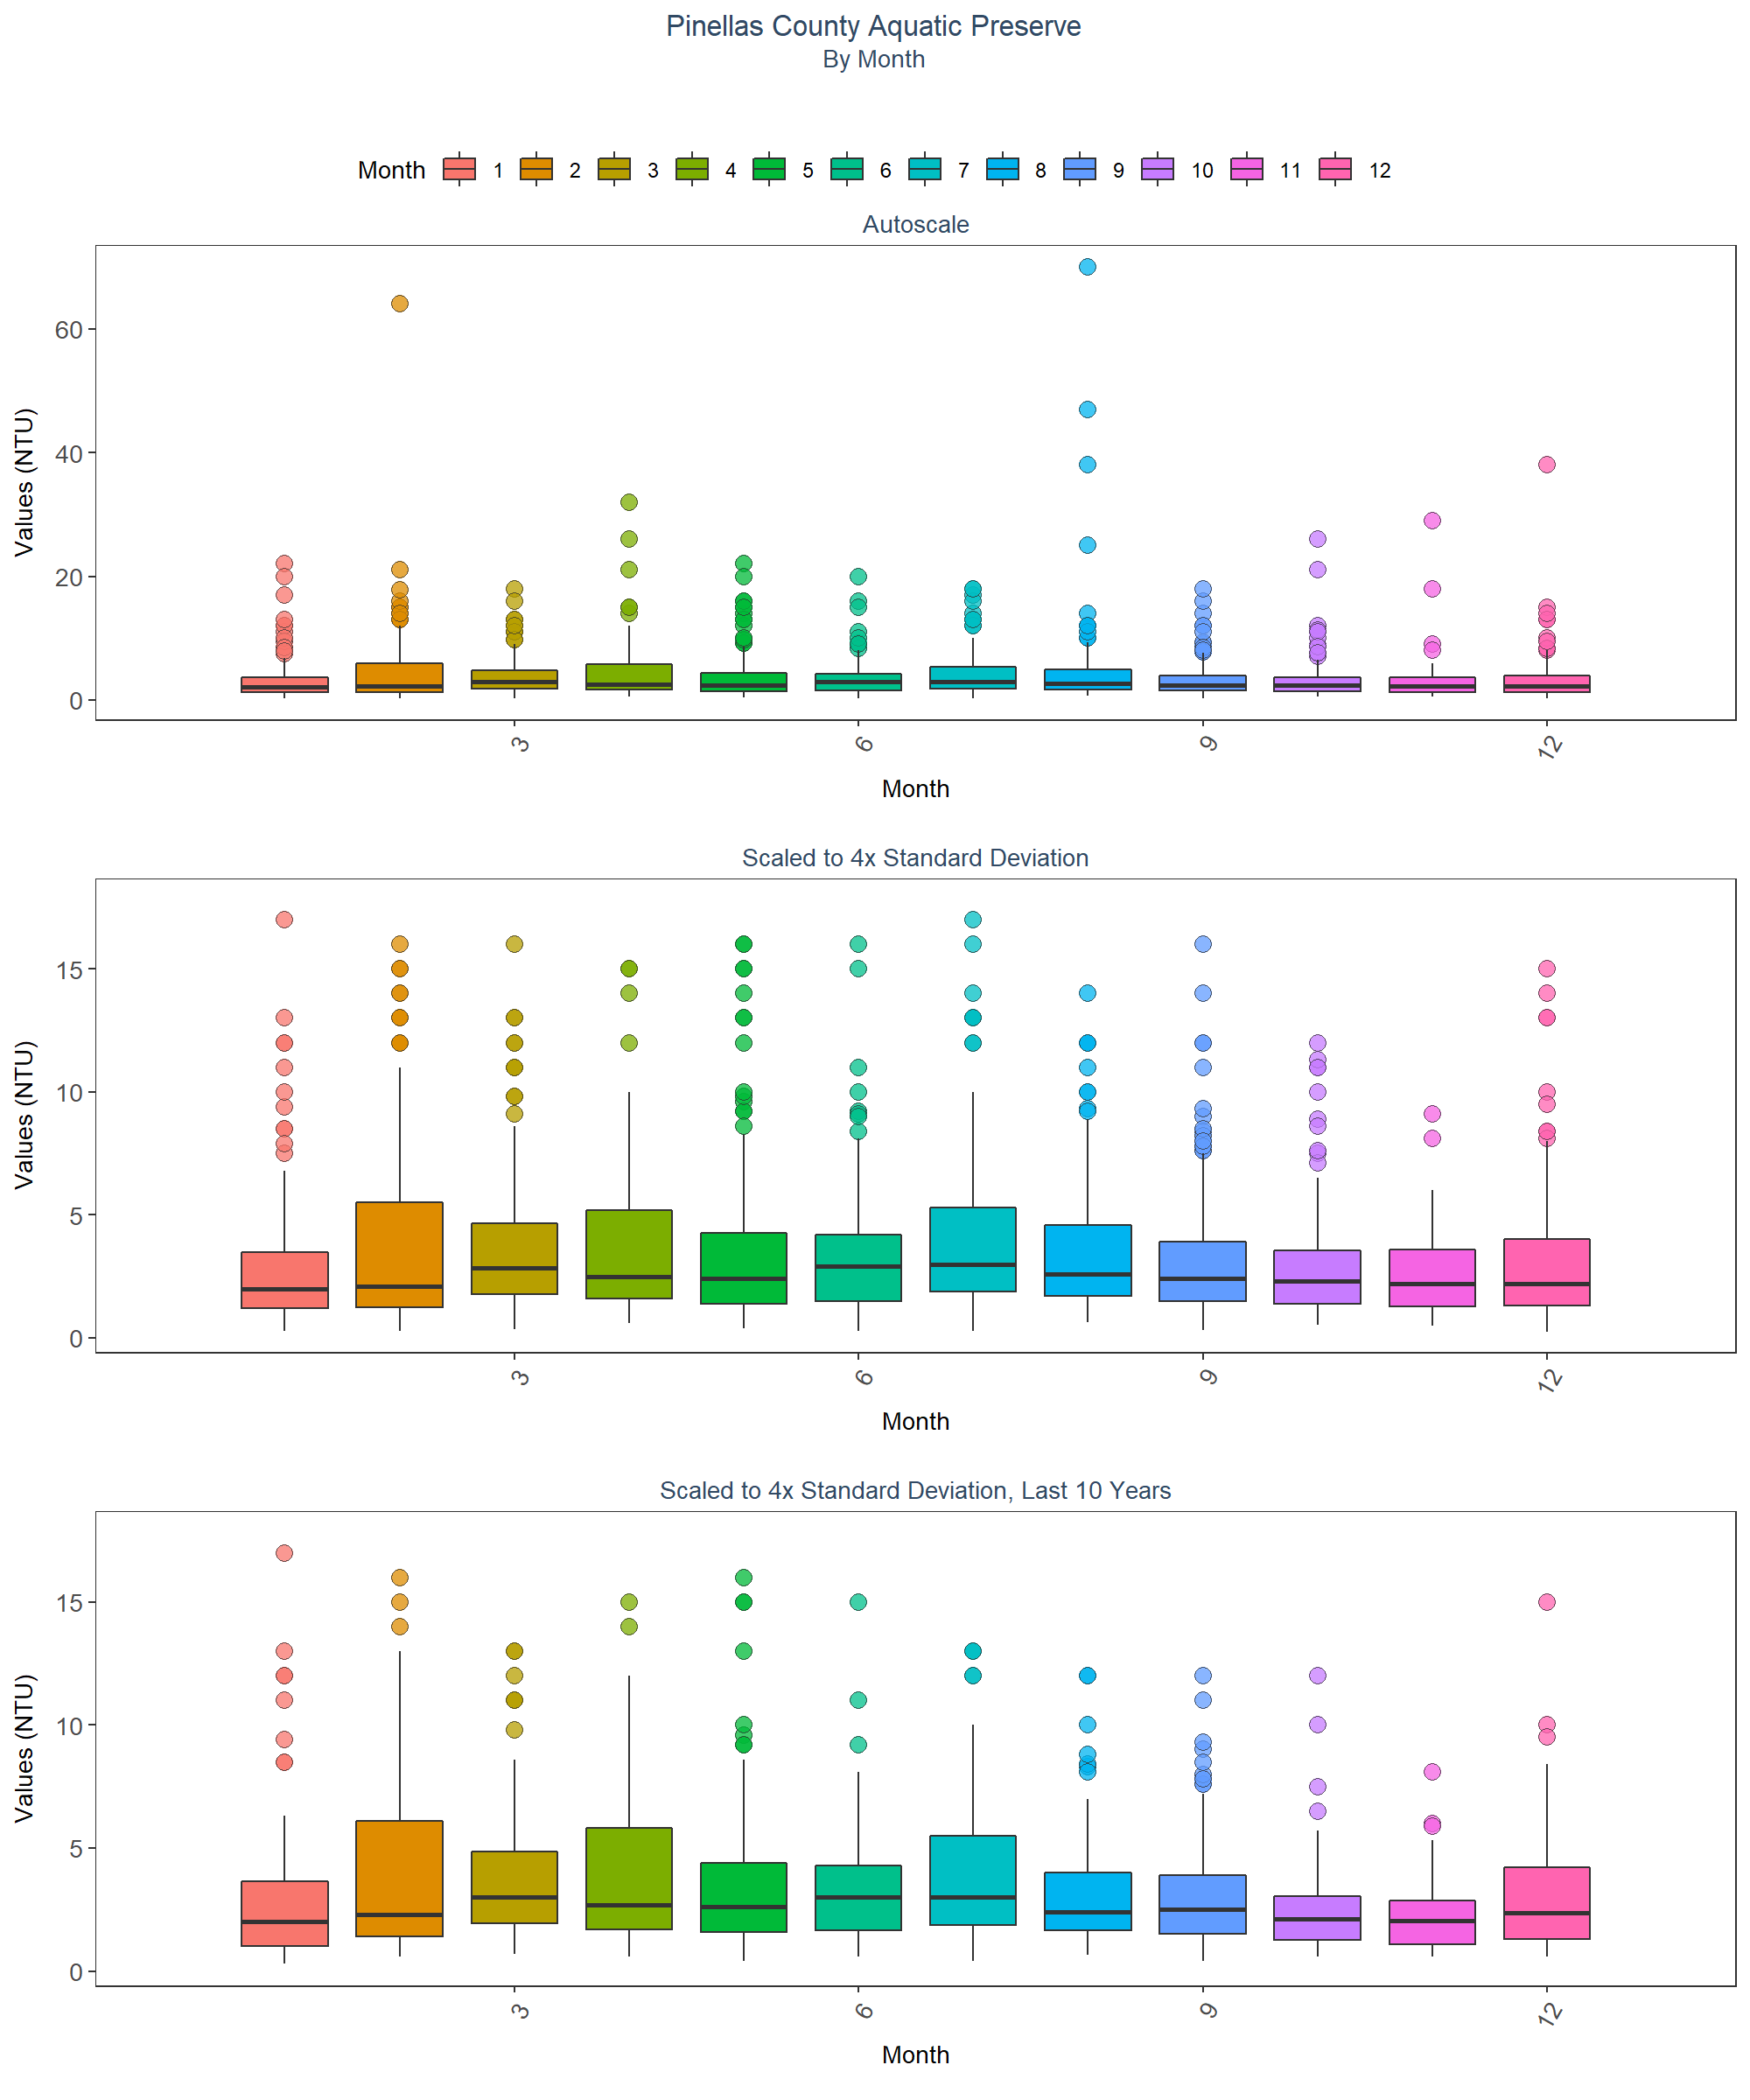 Pinellas County Aquatic Preserve
By Month
Month 1 2 3 4 5 6 7 8 9 10 11 12
Autoscale
Values (NTU)
60
40
20
0
3 6 9 12
Month
Scaled to 4x Standard Deviation
Values (NTU)
15
10
5
0
3 6 9 12
Month
Scaled to 4x Standard Deviation, Last 10 Years
Values (NTU)
15
10
5
0
3 6 9 12
Month